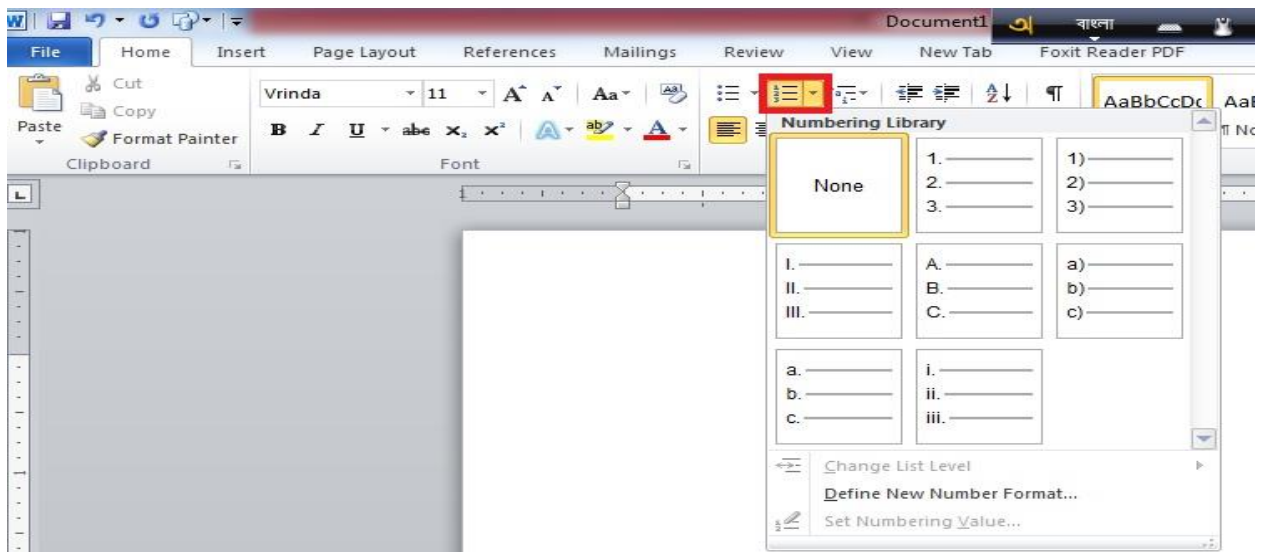 Document1 বাংলা
File Home Insert Page Layout References Mailings Review View New Tab Foxit Reader PDF
Cut
Copy
Paste
Format Painter
Clipboard
Vrinda 11
Aa
B I U abc x₂ x²
Font
AaBbCcDc AaB
Numbering Library
None
1.
2.
3.
1)
2)
3)
I.
II.
III.
A.
B.
C.
a)
b)
c)
a.
b.
c.
i.
ii.
iii.
Change List Level
Define New Number Format...
Set Numbering Value...